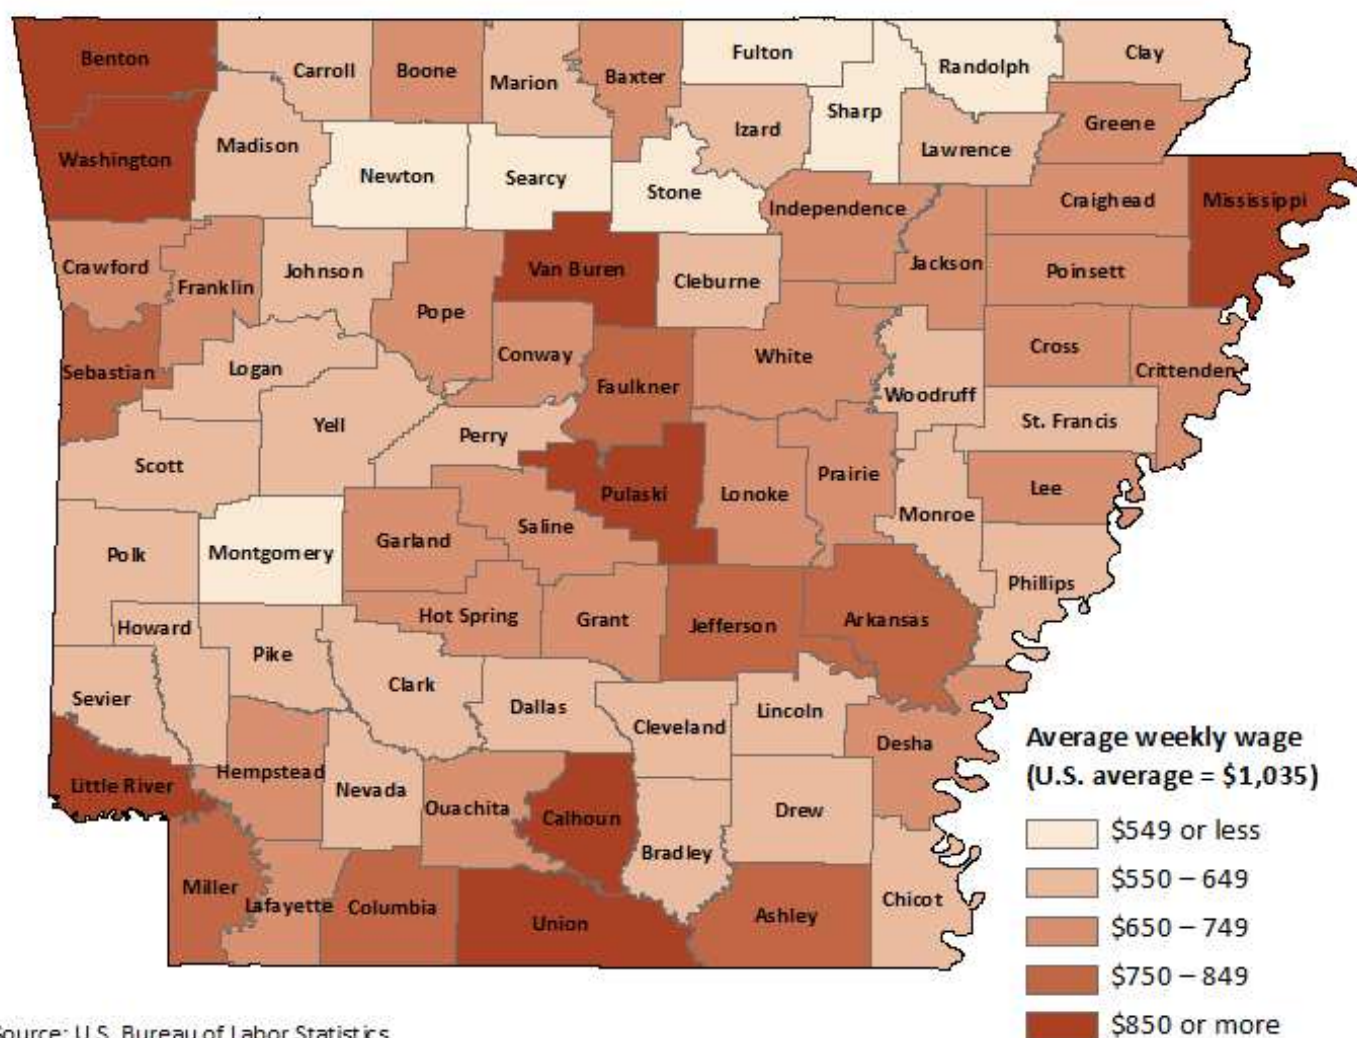 Benton
Carroll
Boone
Marion
Baxter
Fulton
Sharp
Randolph
Clay
Washington
Madison
Newton
Searcy
Stone
Izard
Lawrence
Greene
Independence
Craighead
Mississippi
Crawford
Franklin
Johnson
Pope
Van Buren
Cleburne
Jackson
Poinsett
Sebastian
Logan
Conway
Faulkner
White
Woodruff
Cross
Crittenden
Yell
Perry
St. Francis
Scott
Pulaski
Lonoke
Prairie
Lee
Monroe
Saline
Garland
Polk
Montgomery
Phillips
Howard
Hot Spring
Grant
Jefferson
Arkansas
Pike
Clark
Sevier
Dallas
Cleveland
Lincoln
Desha
Little River
Hempstead
Nevada
Ouachita
Calhoun
Drew
Bradley
Miller
Lafayette
Columbia
Union
Ashley
Chicot
Average weekly wage
(U.S. average = $1,035)
$549 or less
$550 – 649
$650 – 749
$750 – 849
$850 or more
Source: U.S. Bureau of Labor Statistics